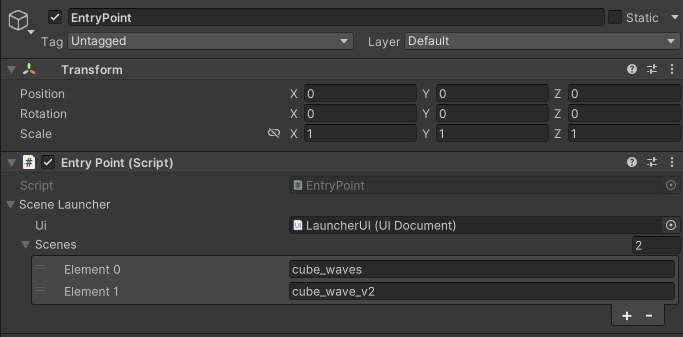 EntryPoint Static
Tag Untagged Layer Default
Transform
Position X 0 Y 0 Z 0
Rotation X 0 Y 0 Z 0
Scale X 1 Y 1 Z 1
# Entry Point (Script)
Script # EntryPoint
Scene Launcher
Ui LauncherUI (UI Document)
Scenes 2
Element 0 cube_waves
Element 1 cube_wave_v2
+ -